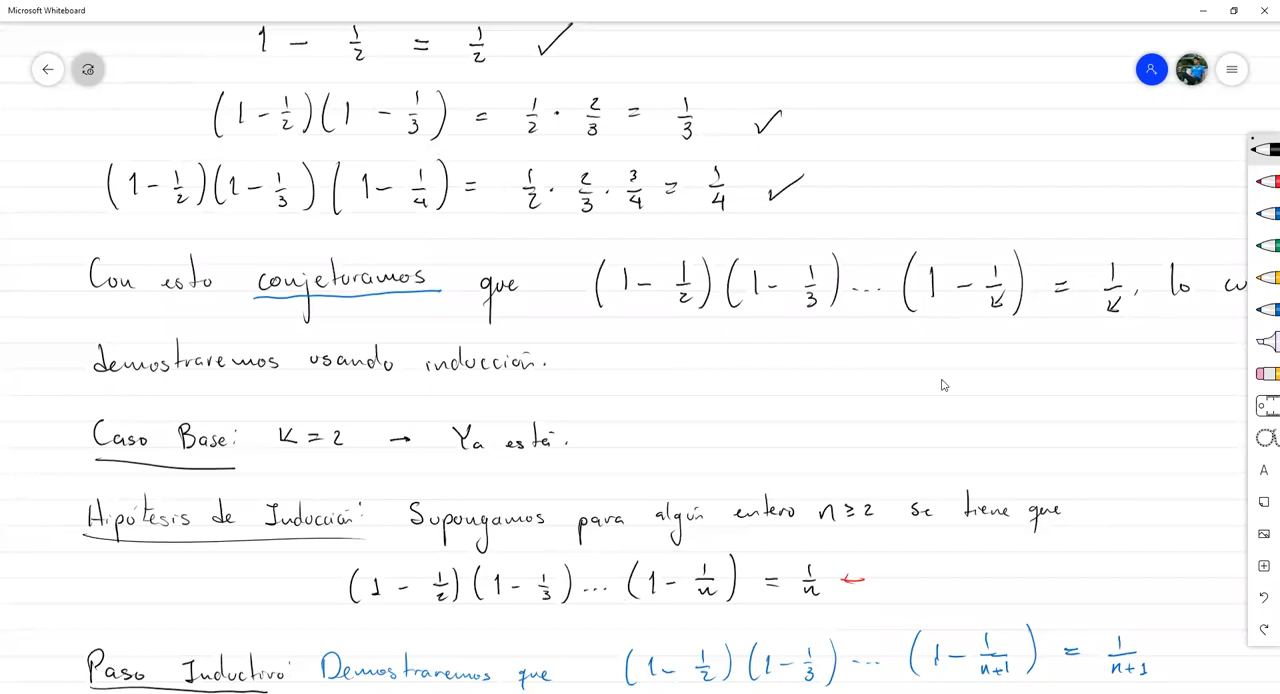 Microsoft Whiteboard
1 - 1/2 = 1/2 ✓
(1 - 1/2)(1 - 1/3) = 1/2 · 2/3 = 1/3 ✓
(1 - 1/2)(1 - 1/3)(1 - 1/4) = 1/2 · 2/3 · 3/4 = 1/4 ✓
Con esto conjeturamos que (1 - 1/2)(1 - 1/3)...(1 - 1/K) = 1/K, lo
demostraremos usando inducción.
Caso Base: K = 2 → Ya está.
Hipótesis de Inducción: Supongamos para algún entero n ≥ 2 se tiene que
(1 - 1/2)(1 - 1/3)...(1 - 1/n) = 1/n ←
Paso Inductivo: Demostraremos que (1 - 1/2)(1 - 1/3)...(1 - 1/(n+1)) = 1/(n+1)
A